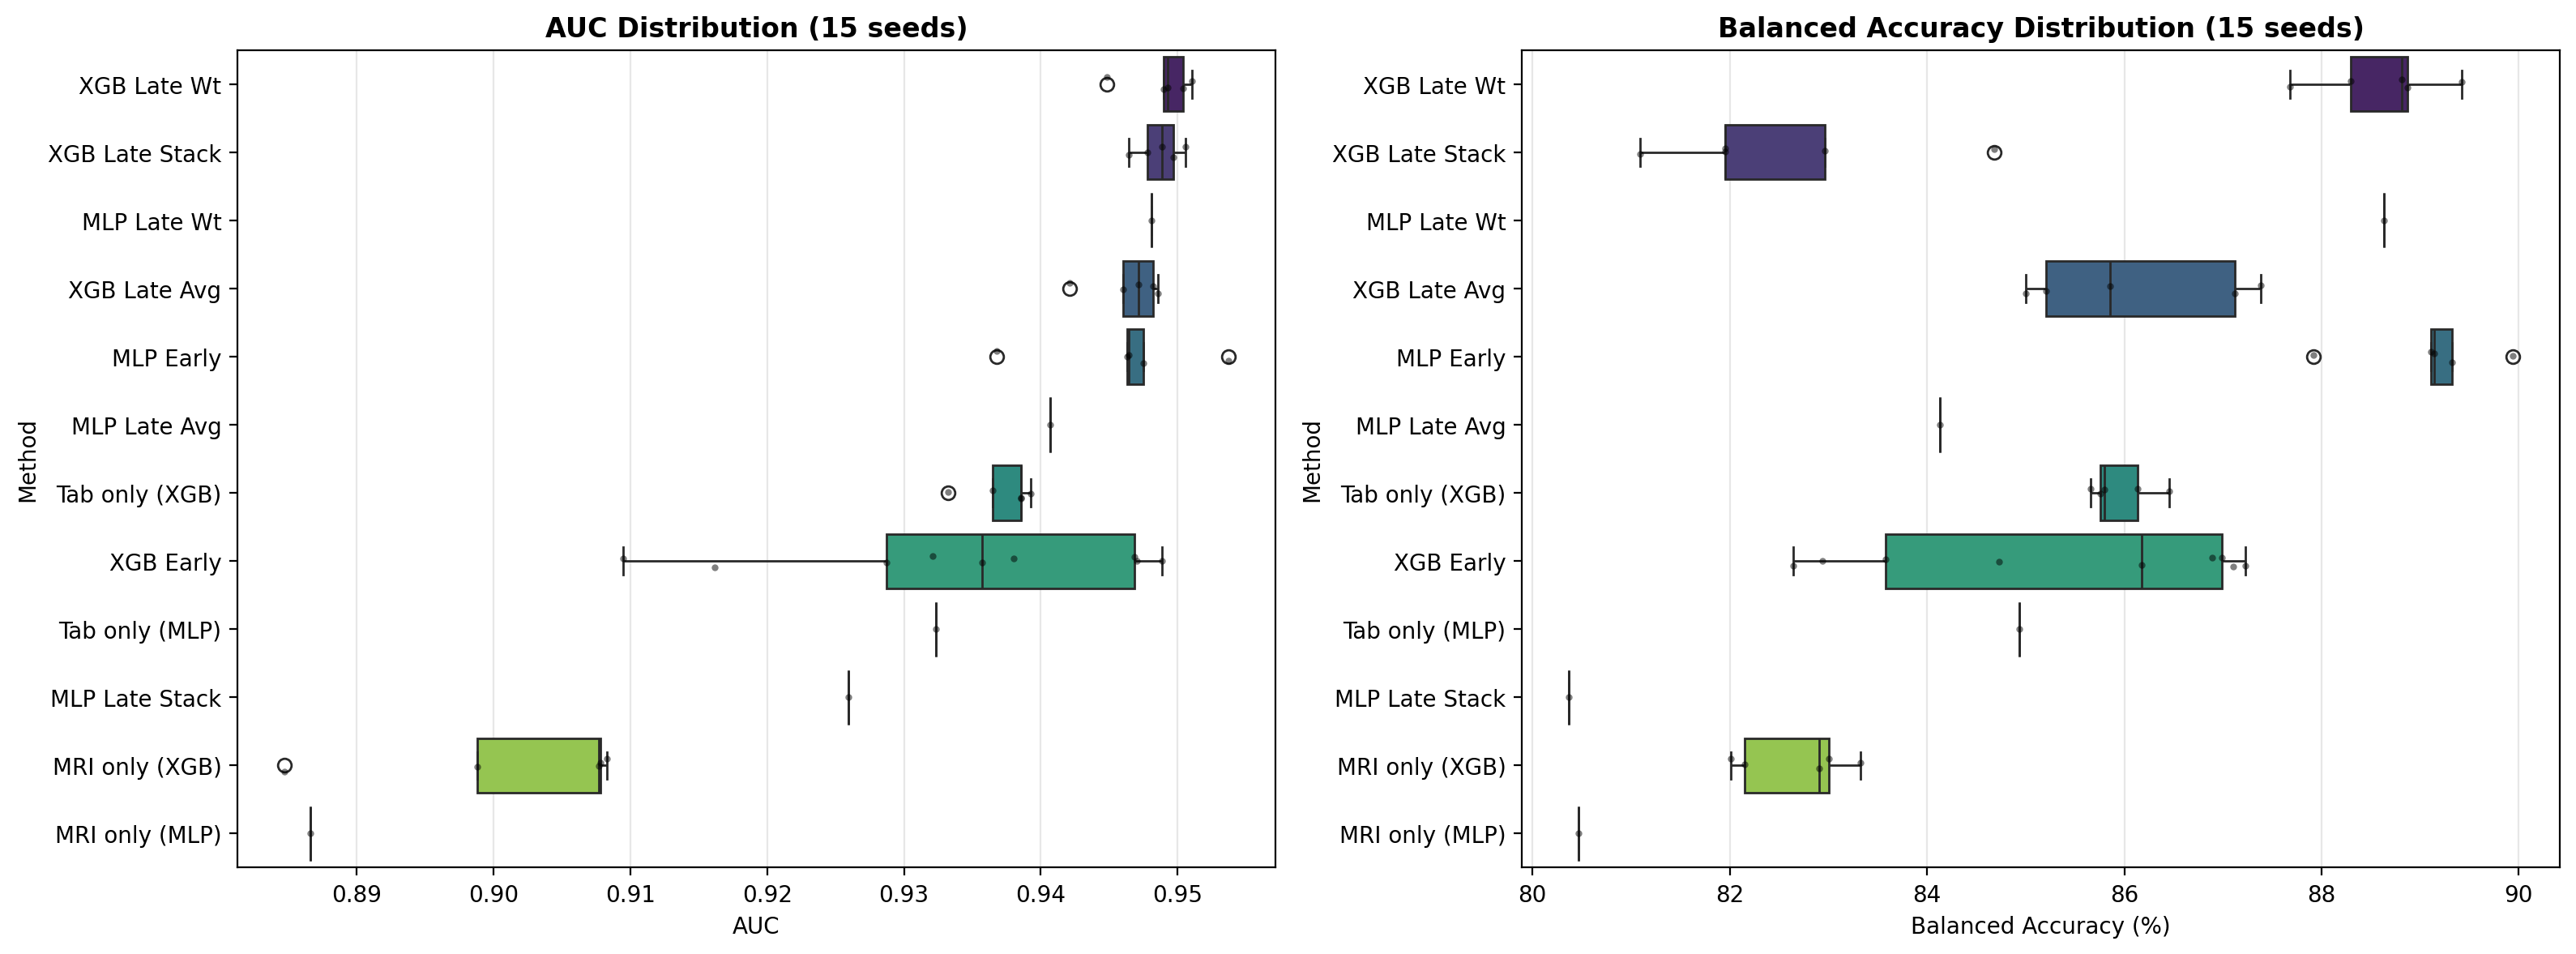 AUC Distribution (15 seeds)
XGB Late Wt
XGB Late Stack
MLP Late Wt
XGB Late Avg
MLP Early
MLP Late Avg
Tab only (XGB)
XGB Early
Tab only (MLP)
MLP Late Stack
MRI only (XGB)
MRI only (MLP)
Method
0.89 0.90 0.91 0.92 0.93 0.94 0.95
AUC
Balanced Accuracy Distribution (15 seeds)
XGB Late Wt
XGB Late Stack
MLP Late Wt
XGB Late Avg
MLP Early
MLP Late Avg
Tab only (XGB)
XGB Early
Tab only (MLP)
MLP Late Stack
MRI only (XGB)
MRI only (MLP)
Method
80 82 84 86 88 90
Balanced Accuracy (%)